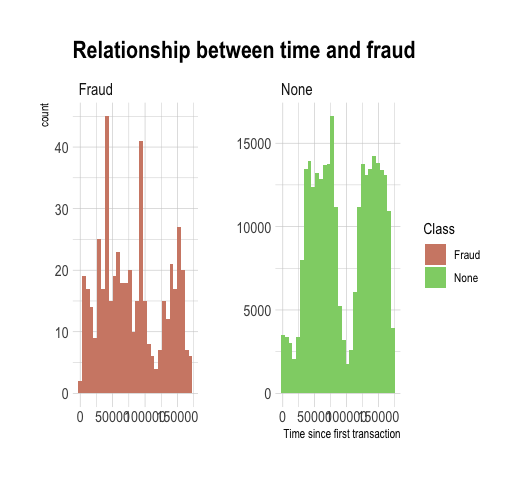 Relationship between time and fraud
Fraud
None
count
40
30
20
10
0
15000
10000
5000
0
Class
Fraud
None
0 50000 100000 150000
0 50000 100000 150000
Time since first transaction